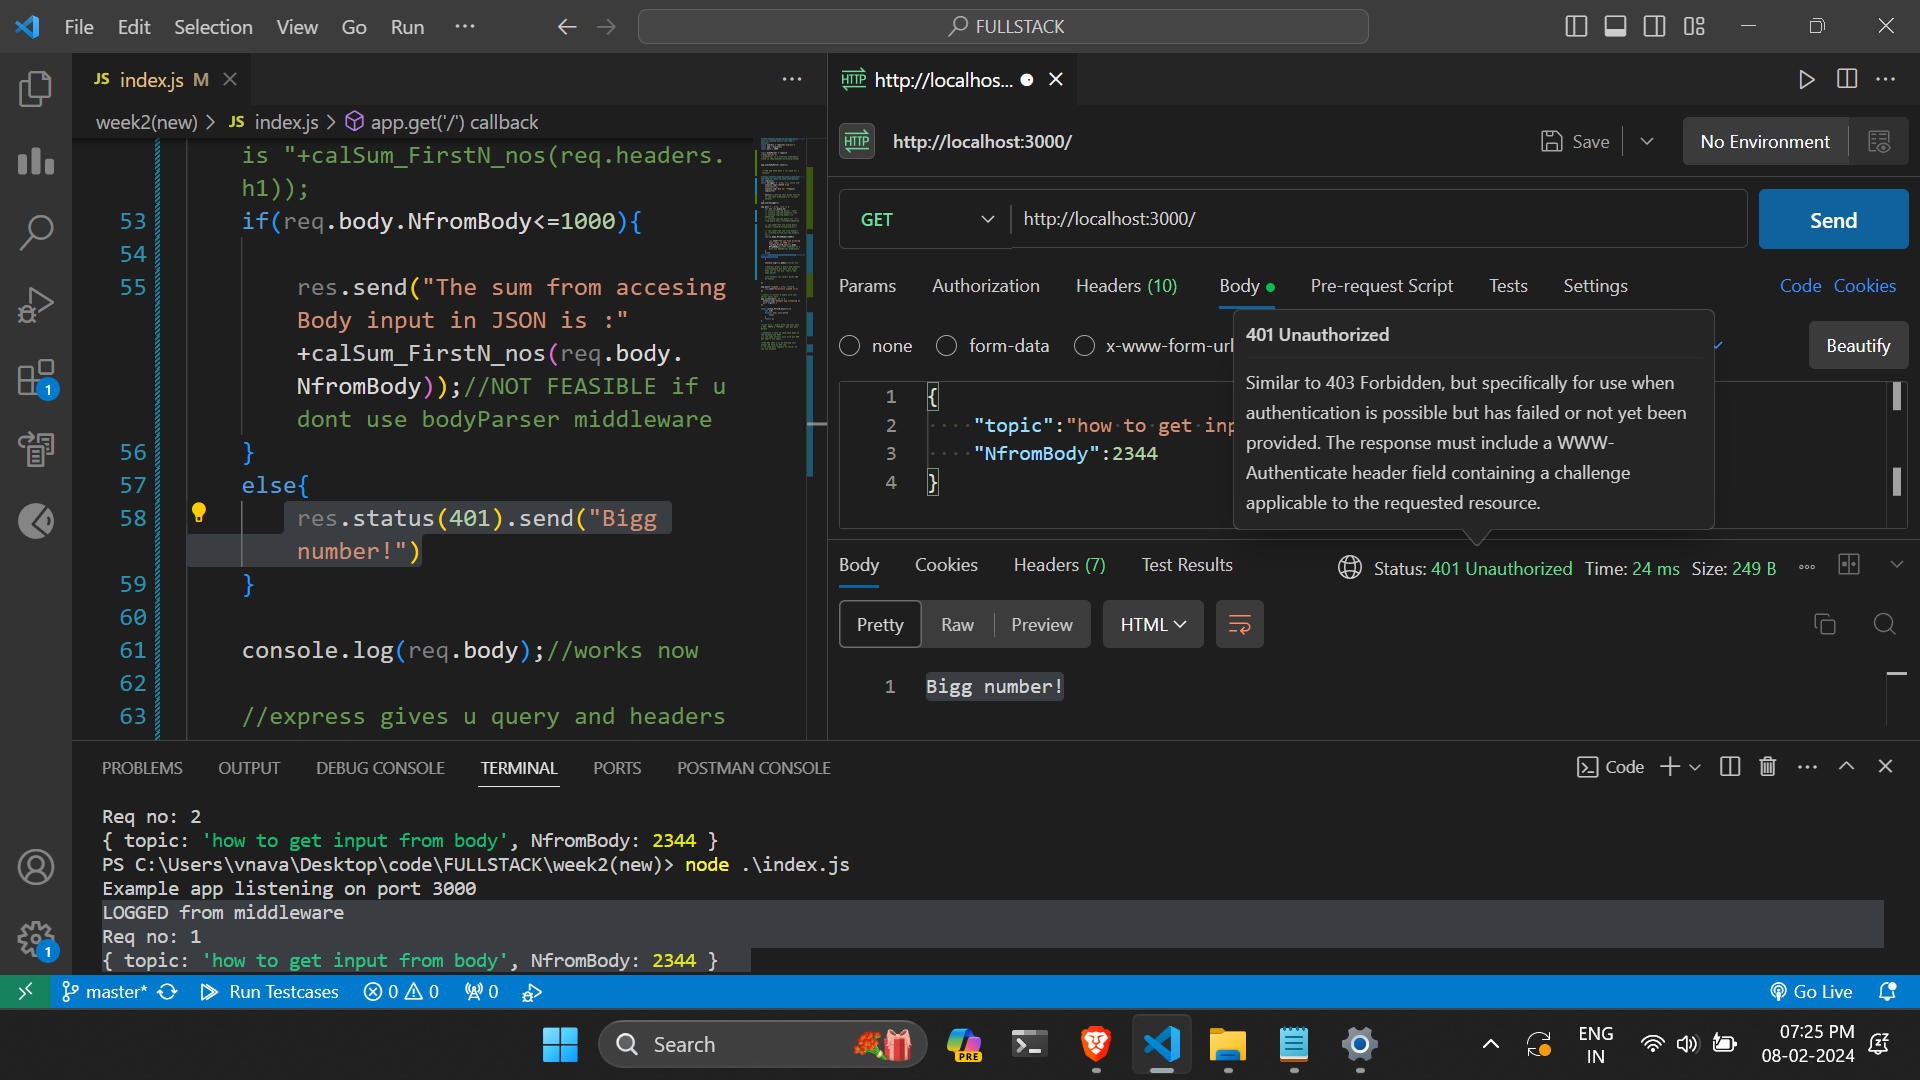 File Edit Selection View Go Run ··· FULLSTACK
JS index.js M
week2(new) > JS index.js > app.get('/') callback
is "+calSum_FirstN_nos(req.headers.
h1));
53 if(req.body.NfromBody<=1000){
54
55 res.send("The sum from accesing
Body input in JSON is :"
+calSum_FirstN_nos(req.body.
NfromBody));//NOT FEASIBLE if u
dont use bodyParser middleware
56 }
57 else{
58 res.status(401).send("Bigg
number!")
59 }
60
61 console.log(req.body);//works now
62
63 //express gives u query and headers
HTTP http://localhos...
HTTP http://localhost:3000/ Save No Environment
GET http://localhost:3000/ Send
Params Authorization Headers (10) Body Pre-request Script Tests Settings Code Cookies
none form-data x-www-form-url Beautify
401 Unauthorized
Similar to 403 Forbidden, but specifically for use when
authentication is possible but has failed or not yet been
provided. The response must include a WWW-
Authenticate header field containing a challenge
applicable to the requested resource.
1 {
2 ····"topic":"how·to·get·inp
3 ····"NfromBody":2344
4 }
Body Cookies Headers (7) Test Results Status: 401 Unauthorized Time: 24 ms Size: 249 B
Pretty Raw Preview HTML
1 Bigg number!
PROBLEMS OUTPUT DEBUG CONSOLE TERMINAL PORTS POSTMAN CONSOLE Code
Req no: 2
{ topic: 'how to get input from body', NfromBody: 2344 }
PS C:\Users\vnava\Desktop\code\FULLSTACK\week2(new)> node .\index.js
Example app listening on port 3000
LOGGED from middleware
Req no: 1
{ topic: 'how to get input from body', NfromBody: 2344 }
1
1
master* Run Testcases 0 0 0 Go Live
Search PRE ENG
IN
07:25 PM
08-02-2024